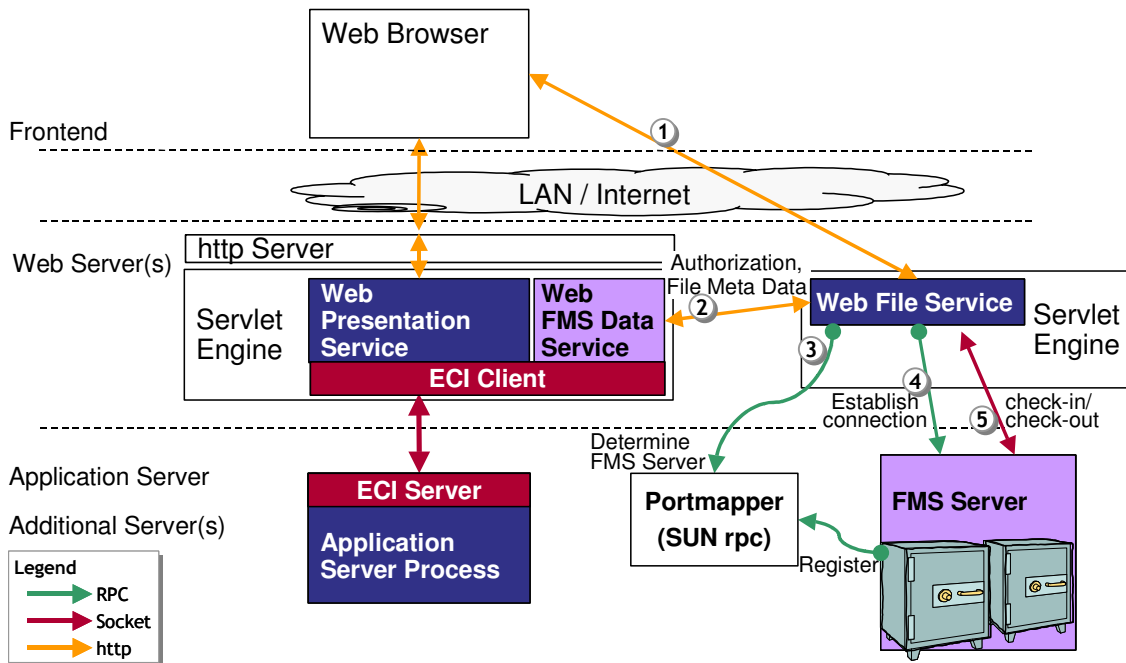 Web Browser
1
Frontend
LAN / Internet
http Server
Web Server(s)
Authorization,
File Meta Data
Servlet
Engine
Web
Presentation
Service
Web
FMS Data
Service
2
Web File Service
Servlet
Engine
ECI Client
3
4
Establish
connection
5
check-in/
check-out
Determine
FMS Server
Application Server
ECI Server
Portmapper
(SUN rpc)
FMS Server
Additional Server(s)
Application
Server Process
Register
Legend
RPC
Socket
http